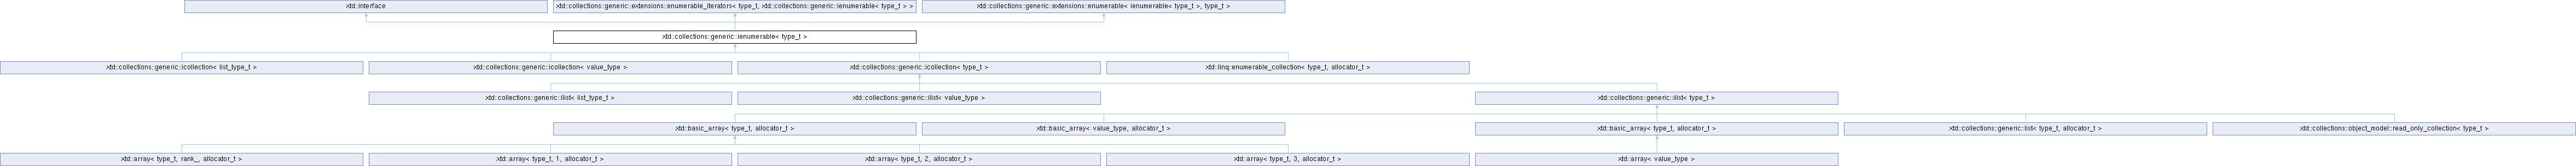 xtd::interface
xtd::collections::generic::extensions::enumerable_iterators< type_t, xtd::collections::generic::ienumerable< type_t > >
xtd::collections::generic::extensions::enumerable< ienumerable< type_t >, type_t >
xtd::collections::generic::ienumerable< type_t >
xtd::collections::generic::icollection< list_type_t >
xtd::collections::generic::icollection< value_type >
xtd::collections::generic::icollection< type_t >
xtd::linq::enumerable_collection< type_t, allocator_t >
xtd::collections::generic::ilist< list_type_t >
xtd::collections::generic::ilist< value_type >
xtd::collections::generic::ilist< type_t >
xtd::basic_array< type_t, allocator_t >
xtd::basic_array< value_type, allocator_t >
xtd::basic_array< type_t, allocator_t >
xtd::collections::generic::list< type_t, allocator_t >
xtd::collections::object_model::read_only_collection< type_t >
xtd::array< type_t, rank_, allocator_t >
xtd::array< type_t, 1, allocator_t >
xtd::array< type_t, 2, allocator_t >
xtd::array< type_t, 3, allocator_t >
xtd::array< value_type >